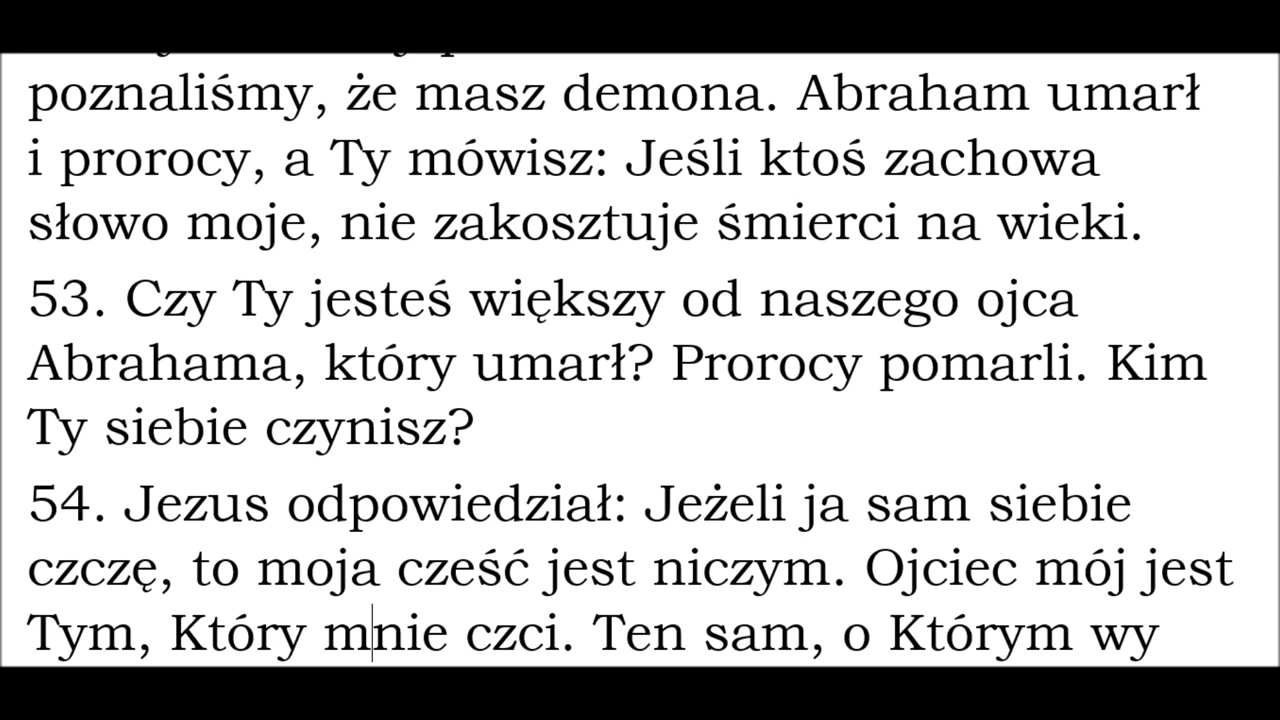 poznaliśmy, że masz demona. Abraham umarł
i prorocy, a Ty mówisz: Jeśli ktoś zachowa
słowo moje, nie zakosztuje śmierci na wieki.
53. Czy Ty jesteś większy od naszego ojca
Abrahama, który umarł? Prorocy pomarli. Kim
Ty siebie czynisz?
54. Jezus odpowiedział: Jeżeli ja sam siebie
czczę, to moja cześć jest niczym. Ojciec mój jest
Tym, Który mnie czci. Ten sam, o Którym wy